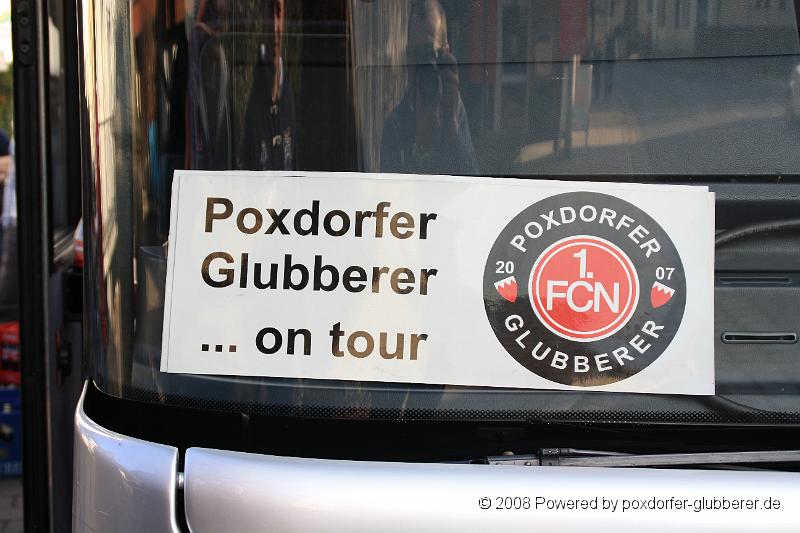 Poxdorfer
Glubberer
... on tour
POXDORFER
20 07
1.
FCN
GLUBBERER
© 2008 Powered by poxdorfer-glubberer.de